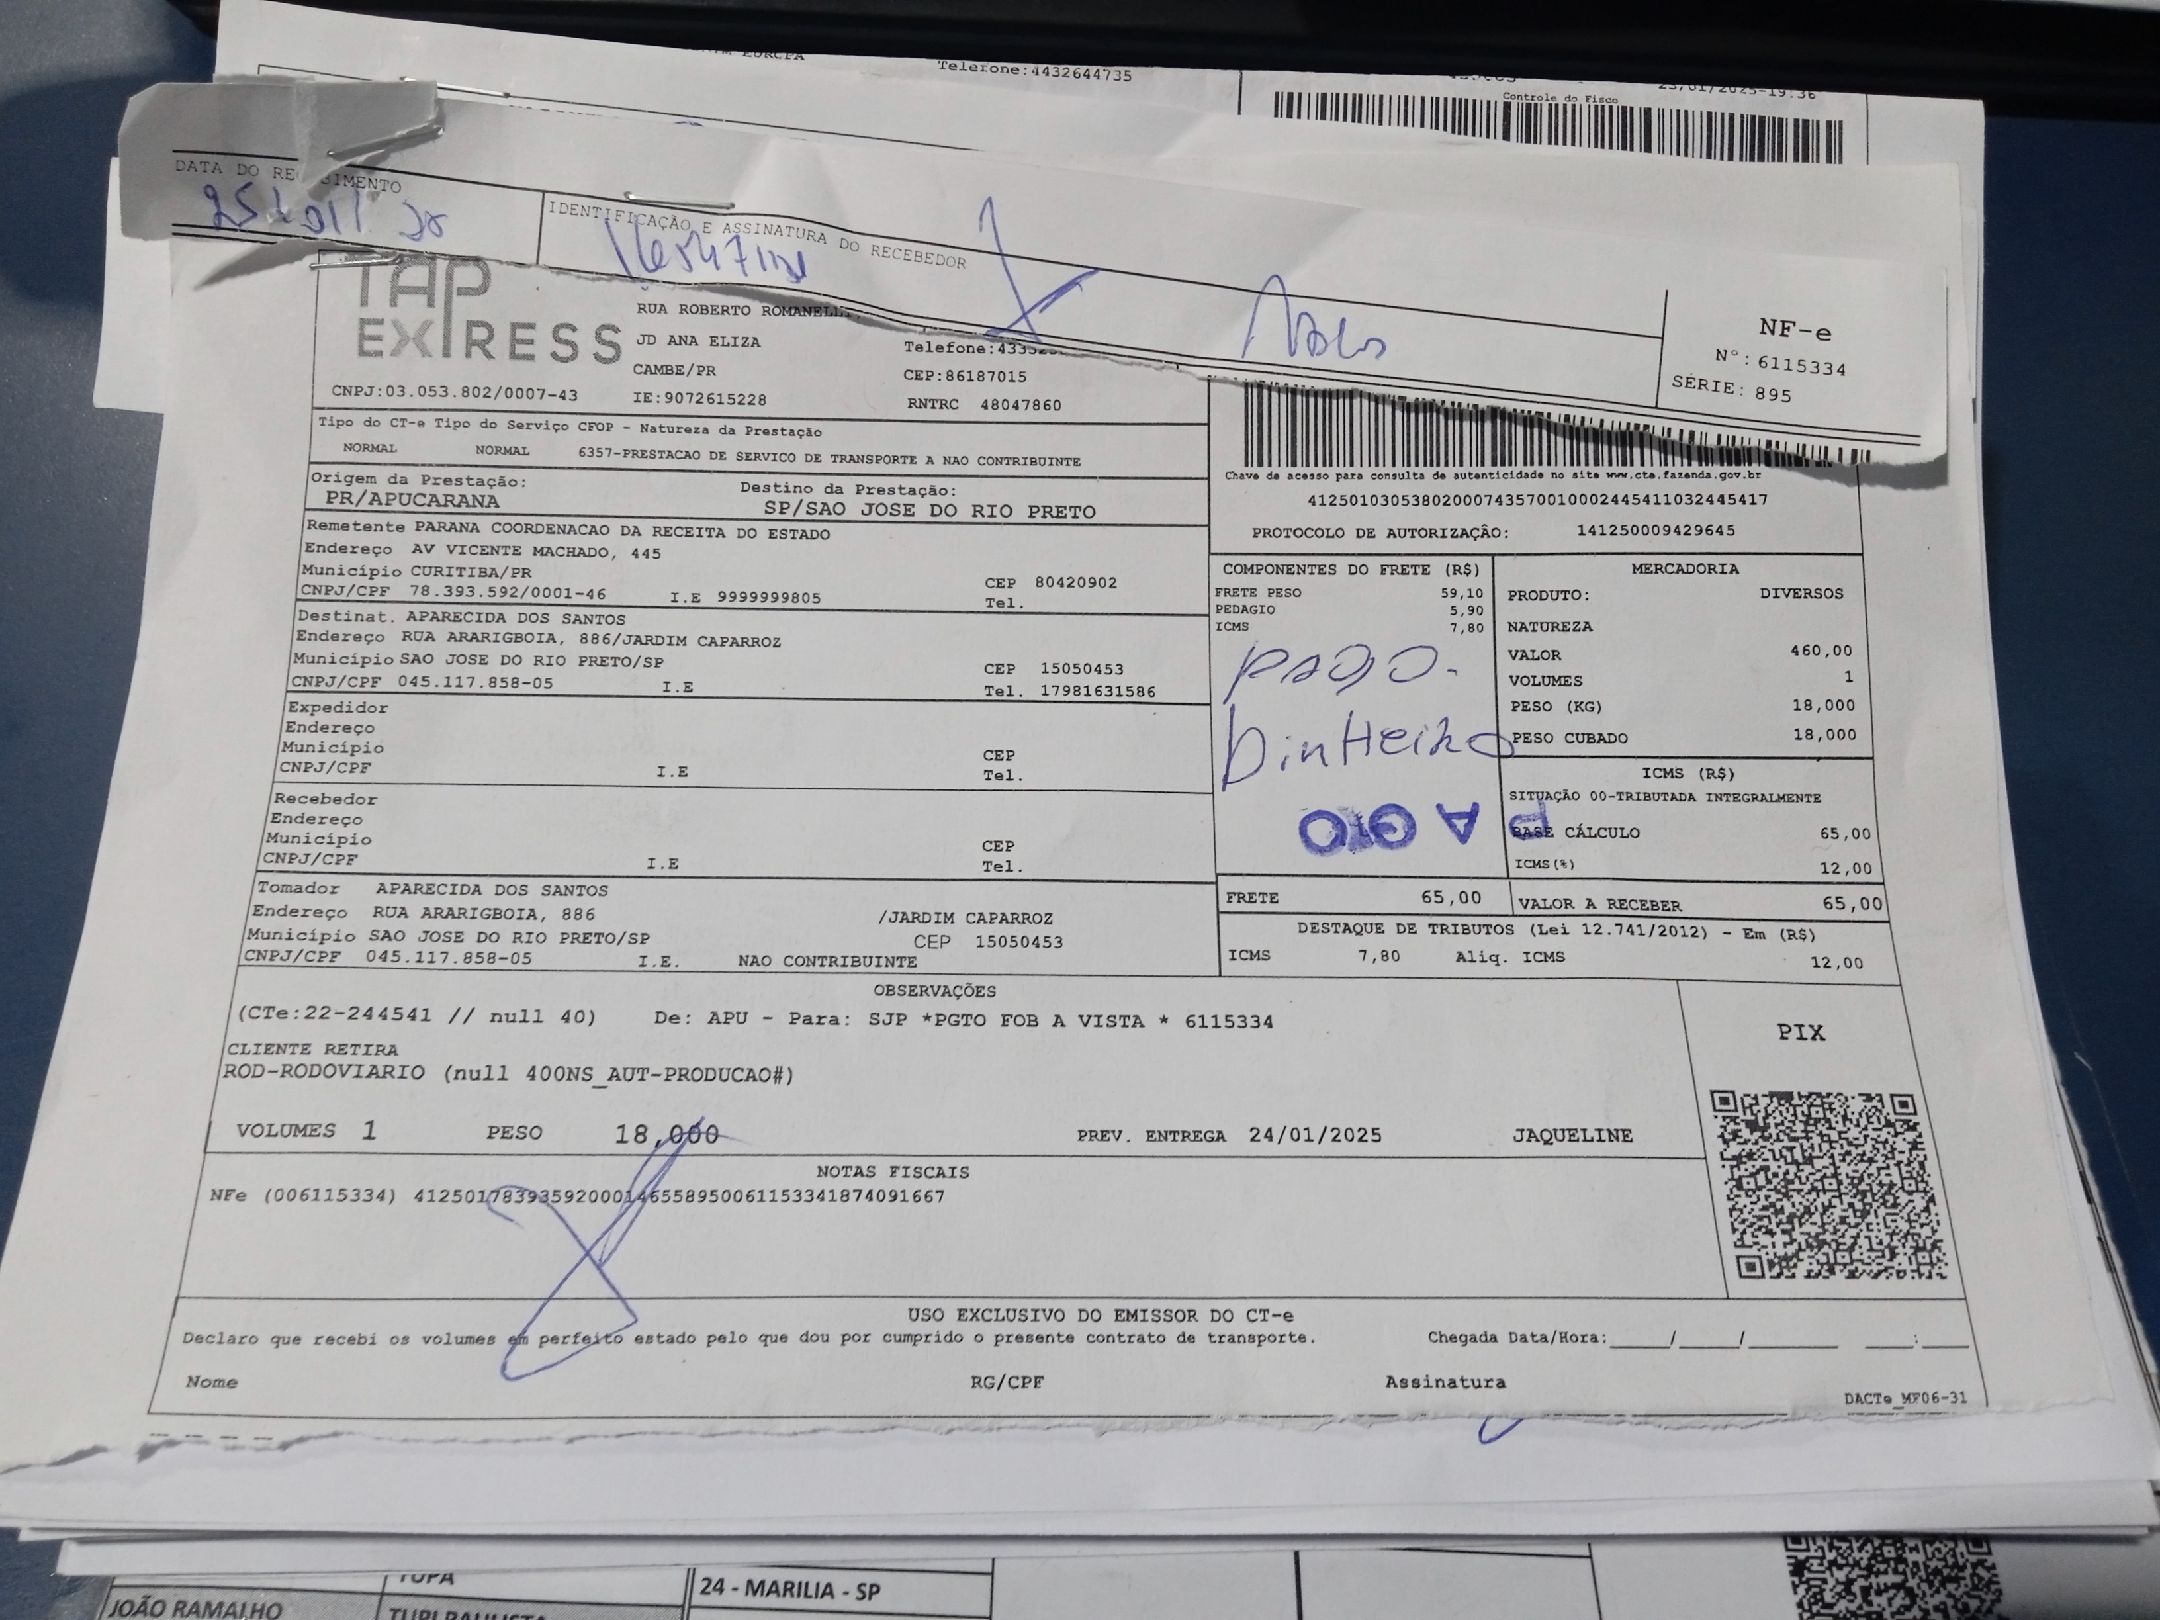 Telefone:4432644735
Controle do Fisco
DATA DO RECEBIMENTO
IDENTIFICAÇÃO E ASSINATURA DO RECEBEDOR
NF-e
Nº: 6115334
SÉRIE: 895
TAP
EXPRESS
RUA ROBERTO
JD ANA ELIZA
CAMBE/PR
CEP:86187015
CNPJ:03.053.802/0007-43
IE:9072615228
RNTRC 48047860
Tipo do CT-e Tipo do Serviço CFOP - Natureza da Prestação
NORMAL NORMAL 6357-PRESTACAO DE SERVICO DE TRANSPORTE A NAO CONTRIBUINTE
Chave de acesso para consulta de autenticidade no site www.cte.fazenda.gov.br
41250103053802000743570010002445411032445417
PROTOCOLO DE AUTORIZAÇÃO: 141250009429645
Origem da Prestação: Destino da Prestação:
PR/APUCARANA SP/SAO JOSE DO RIO PRETO
Remetente PARANA COORDENACAO DA RECEITA DO ESTADO
Endereço AV VICENTE MACHADO, 445
Município CURITIBA/PR CEP 80420902
CNPJ/CPF 78.393.592/0001-46 I.E 9999999805 Tel.
Destinat. APARECIDA DOS SANTOS
Endereço RUA ARARIGBOIA, 886/JARDIM CAPARROZ
Município SAO JOSE DO RIO PRETO/SP CEP 15050453
CNPJ/CPF 045.117.858-05 I.E Tel. 17981631586
Expedidor
Endereço
Município CEP
CNPJ/CPF I.E Tel.
Recebedor
Endereço
Município CEP
CNPJ/CPF I.E Tel.
Tomador APARECIDA DOS SANTOS
Endereço RUA ARARIGBOIA, 886 /JARDIM CAPARROZ
Município SAO JOSE DO RIO PRETO/SP CEP 15050453
CNPJ/CPF 045.117.858-05 I.E. NAO CONTRIBUINTE
COMPONENTES DO FRETE (R$)
FRETE PESO 59,10
PEDAGIO 5,90
ICMS 7,80
pago.
Dinheiro
PAGO
MERCADORIA
PRODUTO: DIVERSOS
NATUREZA
VALOR 460,00
VOLUMES 1
PESO (KG) 18,000
PESO CUBADO 18,000
ICMS (R$)
SITUAÇÃO 00-TRIBUTADA INTEGRALMENTE
BASE CÁLCULO 65,00
ICMS(%) 12,00
FRETE 65,00 VALOR A RECEBER 65,00
DESTAQUE DE TRIBUTOS (Lei 12.741/2012) - Em (R$)
ICMS 7,80 Aliq. ICMS 12,00
OBSERVAÇÕES
(CTe:22-244541 // null 40) De: APU - Para: SJP *PGTO FOB A VISTA * 6115334
CLIENTE RETIRA
ROD-RODOVIARIO (null 400NS_AUT-PRODUCAO#)
PIX
VOLUMES 1 PESO 18,000 PREV. ENTREGA 24/01/2025 JAQUELINE
NOTAS FISCAIS
NFe (006115334) 41250178393592000146558950061153341874091667
USO EXCLUSIVO DO EMISSOR DO CT-e
Declaro que recebi os volumes em perfeito estado pelo que dou por cumprido o presente contrato de transporte. Chegada Data/Hora:_____/_____/_______ ____:____
Nome RG/CPF Assinatura
DACTe_MF06-31
TUPA
24 - MARILIA - SP
JOÃO RAMALHO
TUPI PAULISTA